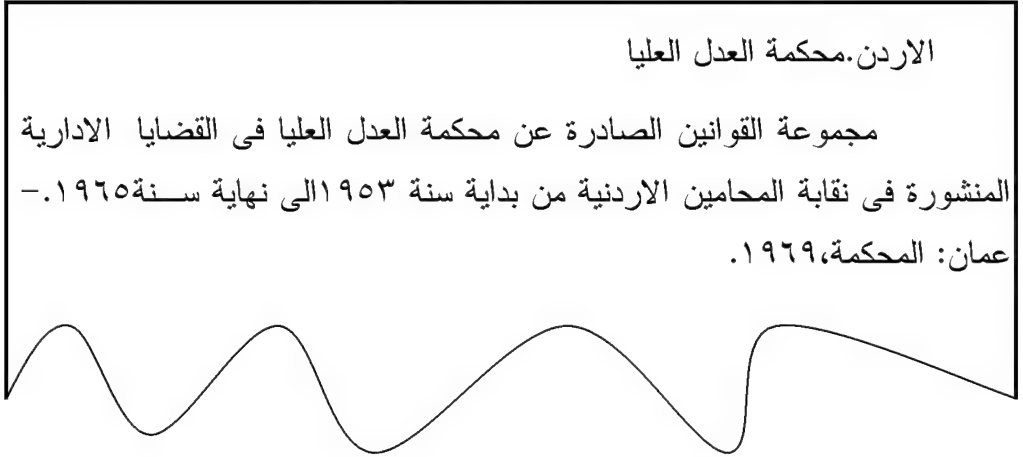 الاردن.محكمة العدل العليا
مجموعة القوانين الصادرة عن محكمة العدل العليا فى القضايا الادارية
المنشورة فى نقابة المحامين الاردنية من بداية سنة ١٩٥٣الى نهاية ســنة١٩٦٥.–
عمان: المحكمة،١٩٦٩.